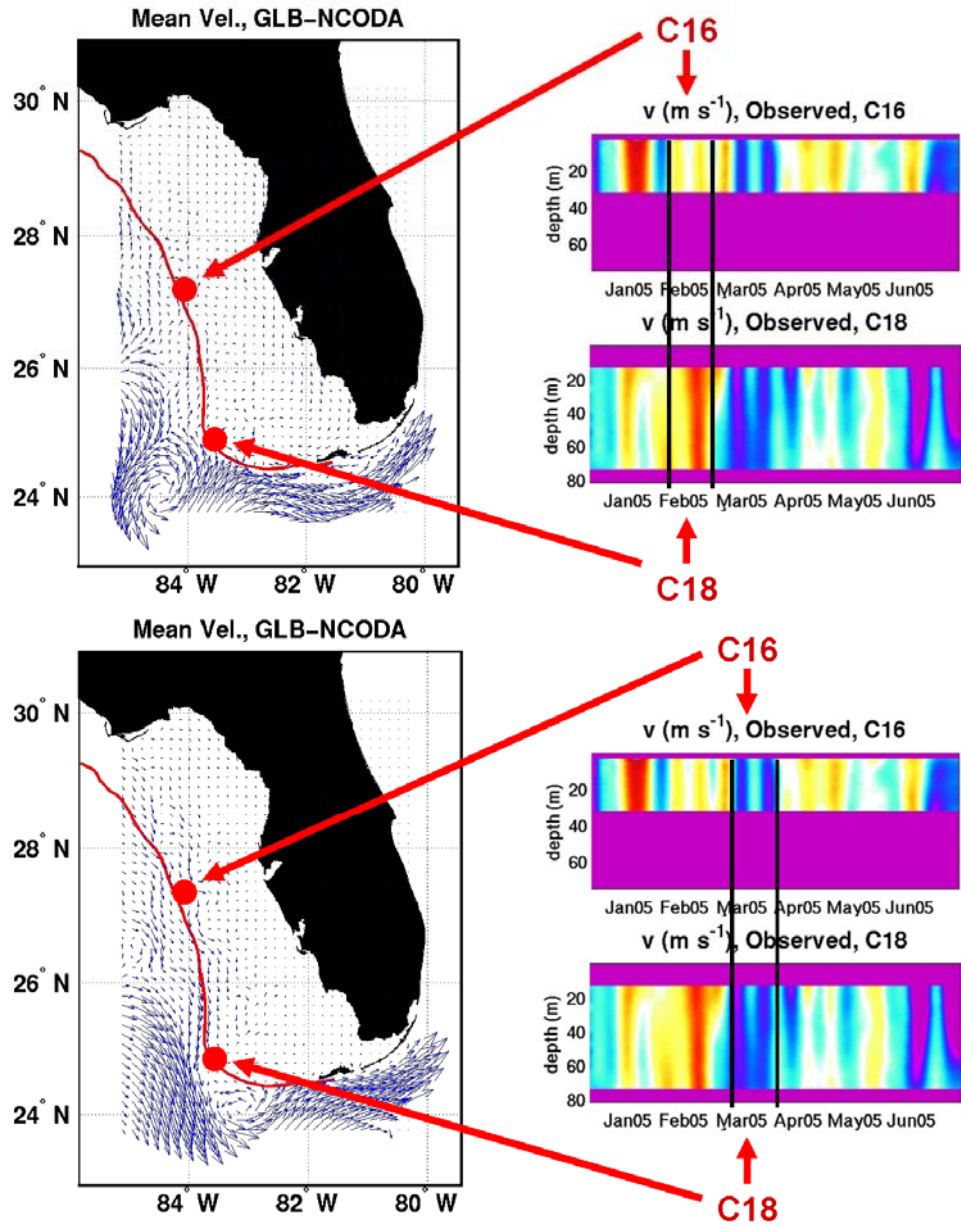 Mean Vel., GLB-NCODA
C16
30° N
28° N
26° N
24° N
84° W
82° W
80° W
v (m s⁻¹), Observed, C16
depth (m)
20
40
60
Jan05 Feb05 Mar05 Apr05 May05 Jun05
v (m s⁻¹), Observed, C18
depth (m)
20
40
60
80
Jan05 Feb05 Mar05 Apr05 May05 Jun05
C18
Mean Vel., GLB-NCODA
C16
30° N
28° N
26° N
24° N
84° W
82° W
80° W
v (m s⁻¹), Observed, C16
depth (m)
20
40
60
Jan05 Feb05 Mar05 Apr05 May05 Jun05
v (m s⁻¹), Observed, C18
depth (m)
20
40
60
80
Jan05 Feb05 Mar05 Apr05 May05 Jun05
C18